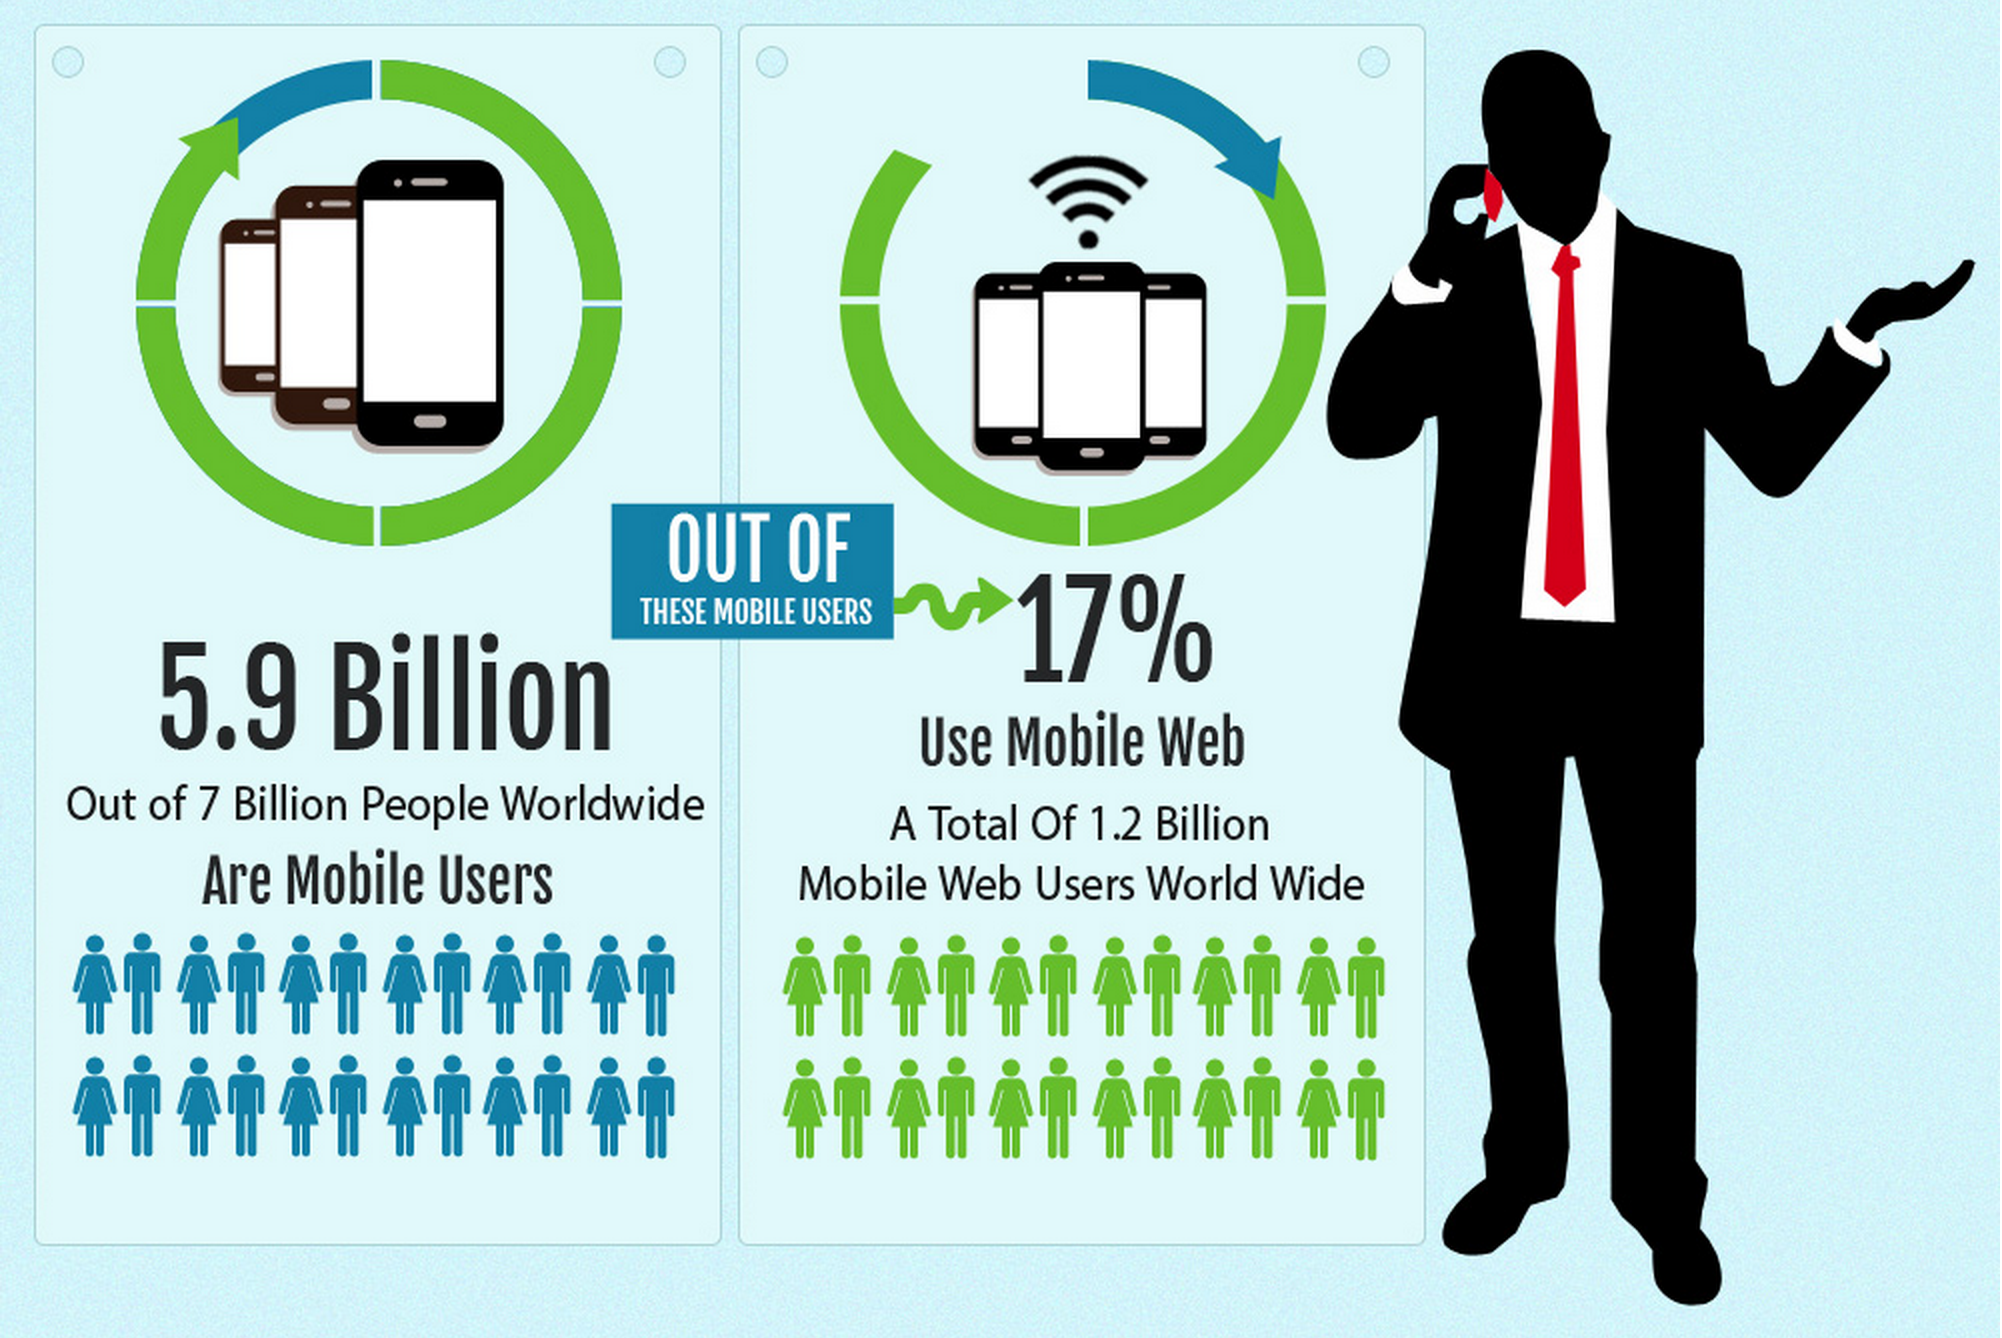 5.9 Billion
Out of 7 Billion People Worldwide
Are Mobile Users
OUT OF
THESE MOBILE USERS
17%
Use Mobile Web
A Total Of 1.2 Billion
Mobile Web Users World Wide